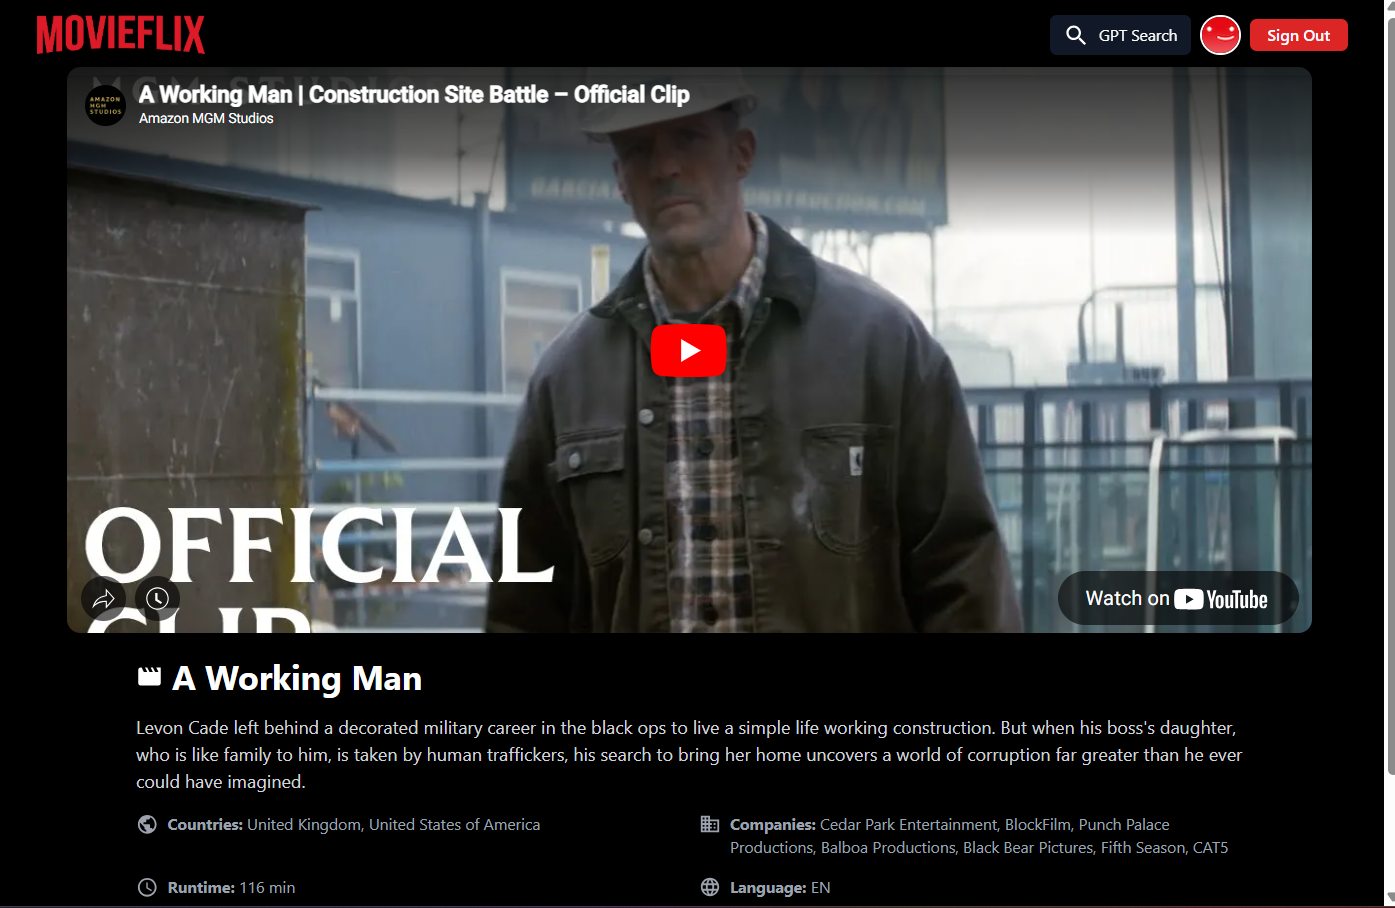 MOVIEFLIX
GPT Search
Sign Out
AMAZON
MGM
STUDIOS
A Working Man | Construction Site Battle – Official Clip
Amazon MGM Studios
OFFICIAL
CLIP
Watch on YouTube
A Working Man
Levon Cade left behind a decorated military career in the black ops to live a simple life working construction. But when his boss's daughter,
who is like family to him, is taken by human traffickers, his search to bring her home uncovers a world of corruption far greater than he ever
could have imagined.
Countries: United Kingdom, United States of America
Companies: Cedar Park Entertainment, BlockFilm, Punch Palace
Productions, Balboa Productions, Black Bear Pictures, Fifth Season, CAT5
Runtime: 116 min
Language: EN